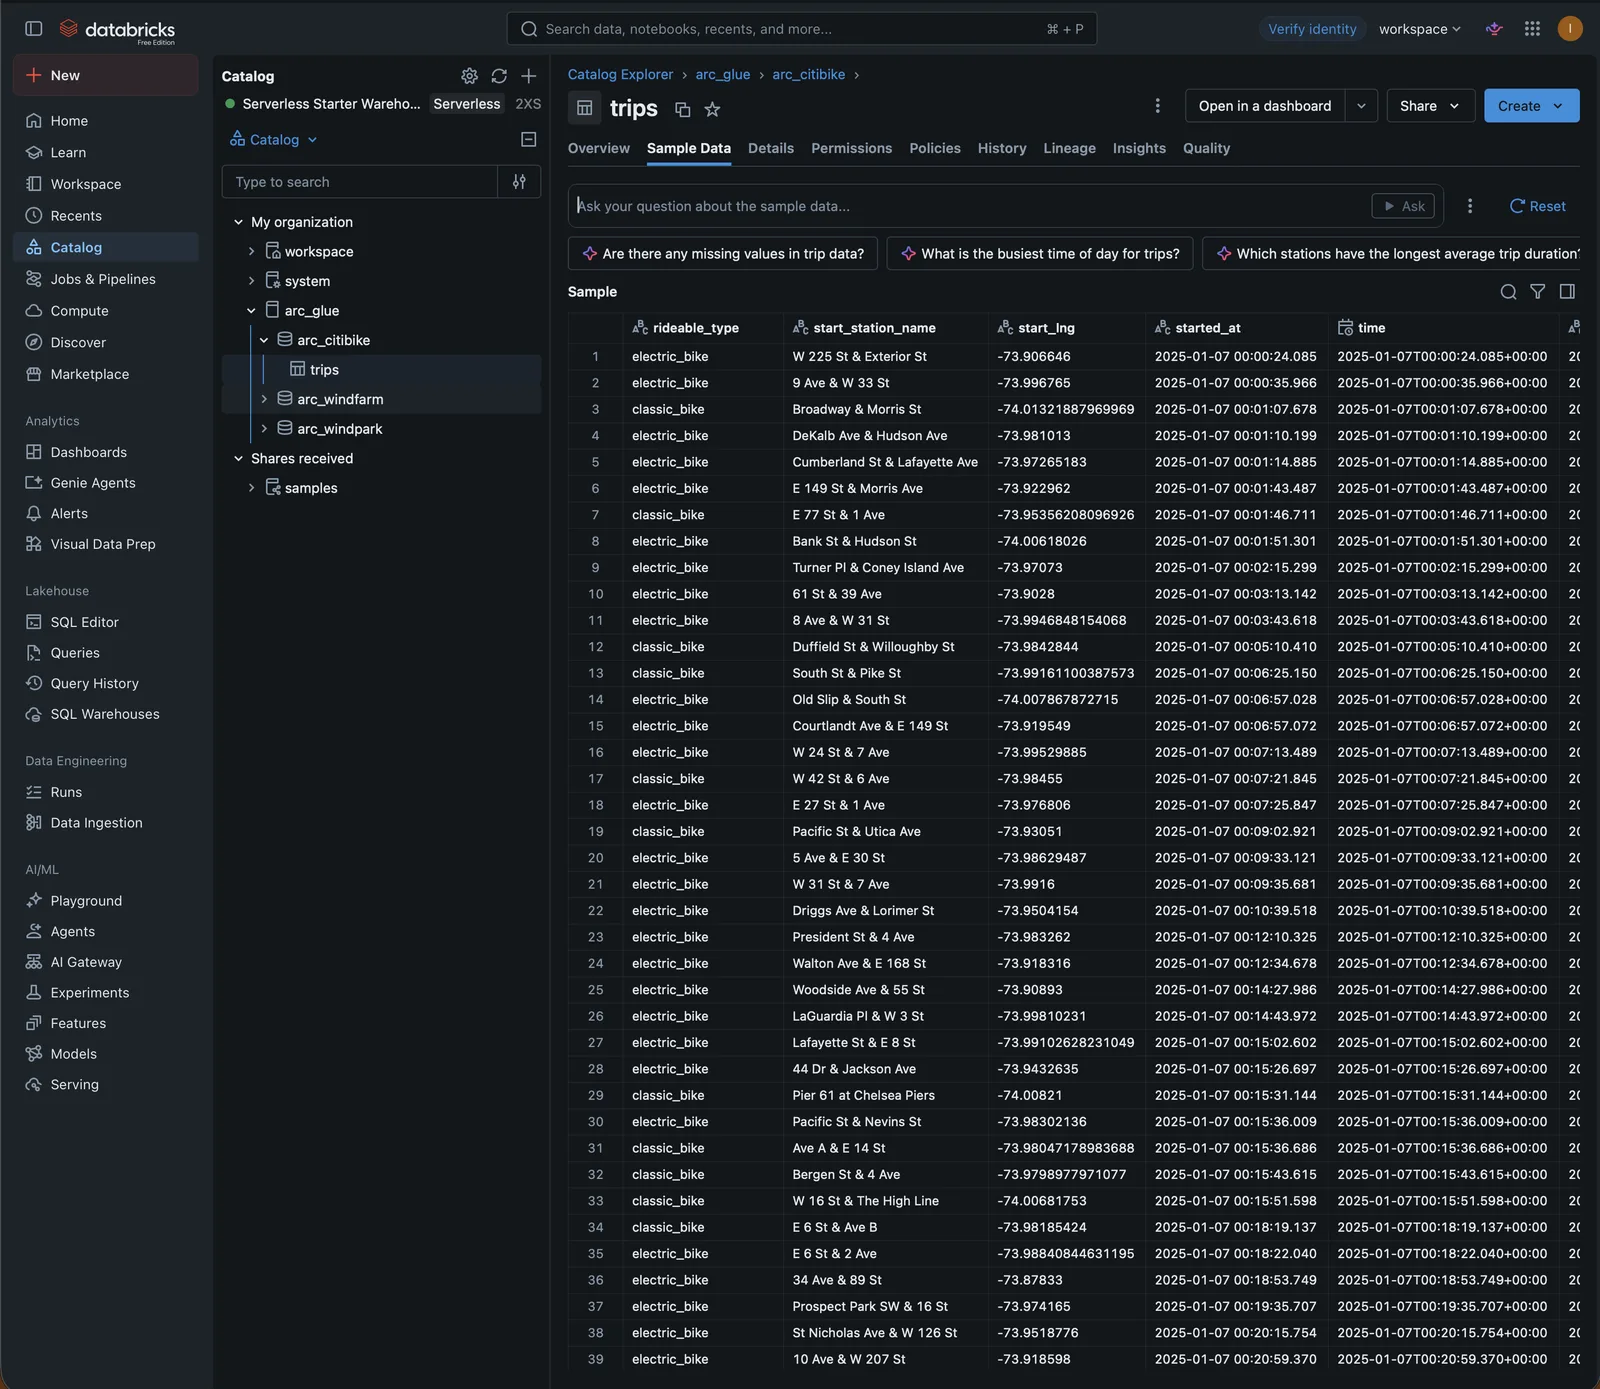 databricks
Free Edition
Search data, notebooks, recents, and more...
⌘ + P
Verify identity
workspace
I
New
Home
Learn
Workspace
Recents
Catalog
Jobs & Pipelines
Compute
Discover
Marketplace
Analytics
Dashboards
Genie Agents
Alerts
Visual Data Prep
Lakehouse
SQL Editor
Queries
Query History
SQL Warehouses
Data Engineering
Runs
Data Ingestion
AI/ML
Playground
Agents
AI Gateway
Experiments
Features
Models
Serving
Catalog
Serverless Starter Wareho... Serverless 2XS
Catalog
Type to search
My organization
workspace
system
arc_glue
arc_citibike
trips
arc_windfarm
arc_windpark
Shares received
samples
Catalog Explorer > arc_glue > arc_citibike >
trips
Open in a dashboard
Share
Create
Overview Sample Data Details Permissions Policies History Lineage Insights Quality
Ask your question about the sample data...
Ask
Reset
Are there any missing values in trip data?
What is the busiest time of day for trips?
Which stations have the longest average trip duration?
Sample
rideable_type start_station_name start_lng started_at time
1 electric_bike W 225 St & Exterior St -73.906646 2025-01-07 00:00:24.085 2025-01-07T00:00:24.085+00:00 20
2 electric_bike 9 Ave & W 33 St -73.996765 2025-01-07 00:00:35.966 2025-01-07T00:00:35.966+00:00 20
3 classic_bike Broadway & Morris St -74.01321887969969 2025-01-07 00:01:07.678 2025-01-07T00:01:07.678+00:00 20
4 electric_bike DeKalb Ave & Hudson Ave -73.981013 2025-01-07 00:01:10.199 2025-01-07T00:01:10.199+00:00 20
5 electric_bike Cumberland St & Lafayette Ave -73.97265183 2025-01-07 00:01:14.885 2025-01-07T00:01:14.885+00:00 20
6 electric_bike E 149 St & Morris Ave -73.922962 2025-01-07 00:01:43.487 2025-01-07T00:01:43.487+00:00 20
7 classic_bike E 77 St & 1 Ave -73.95356208096926 2025-01-07 00:01:46.711 2025-01-07T00:01:46.711+00:00 20
8 electric_bike Bank St & Hudson St -74.00618026 2025-01-07 00:01:51.301 2025-01-07T00:01:51.301+00:00 20
9 electric_bike Turner Pl & Coney Island Ave -73.97073 2025-01-07 00:02:15.299 2025-01-07T00:02:15.299+00:00 20
10 electric_bike 61 St & 39 Ave -73.9028 2025-01-07 00:03:13.142 2025-01-07T00:03:13.142+00:00 20
11 electric_bike 8 Ave & W 31 St -73.9946848154068 2025-01-07 00:03:43.618 2025-01-07T00:03:43.618+00:00 20
12 classic_bike Duffield St & Willoughby St -73.9842844 2025-01-07 00:05:10.410 2025-01-07T00:05:10.410+00:00 20
13 classic_bike South St & Pike St -73.99161100387573 2025-01-07 00:06:25.150 2025-01-07T00:06:25.150+00:00 20
14 electric_bike Old Slip & South St -74.007867872715 2025-01-07 00:06:57.028 2025-01-07T00:06:57.028+00:00 20
15 electric_bike Courtlandt Ave & E 149 St -73.919549 2025-01-07 00:06:57.072 2025-01-07T00:06:57.072+00:00 20
16 electric_bike W 24 St & 7 Ave -73.99529885 2025-01-07 00:07:13.489 2025-01-07T00:07:13.489+00:00 20
17 classic_bike W 42 St & 6 Ave -73.98455 2025-01-07 00:07:21.845 2025-01-07T00:07:21.845+00:00 20
18 electric_bike E 27 St & 1 Ave -73.976806 2025-01-07 00:07:25.847 2025-01-07T00:07:25.847+00:00 20
19 classic_bike Pacific St & Utica Ave -73.93051 2025-01-07 00:09:02.921 2025-01-07T00:09:02.921+00:00 20
20 electric_bike 5 Ave & E 30 St -73.98629487 2025-01-07 00:09:33.121 2025-01-07T00:09:33.121+00:00 20
21 electric_bike W 31 St & 7 Ave -73.9916 2025-01-07 00:09:35.681 2025-01-07T00:09:35.681+00:00 20
22 electric_bike Driggs Ave & Lorimer St -73.9504154 2025-01-07 00:10:39.518 2025-01-07T00:10:39.518+00:00 20
23 electric_bike President St & 4 Ave -73.983262 2025-01-07 00:12:10.325 2025-01-07T00:12:10.325+00:00 20
24 electric_bike Walton Ave & E 168 St -73.918316 2025-01-07 00:12:34.678 2025-01-07T00:12:34.678+00:00 20
25 electric_bike Woodside Ave & 55 St -73.90893 2025-01-07 00:14:27.986 2025-01-07T00:14:27.986+00:00 20
26 electric_bike LaGuardia Pl & W 3 St -73.99810231 2025-01-07 00:14:43.972 2025-01-07T00:14:43.972+00:00 20
27 electric_bike Lafayette St & E 8 St -73.99102628231049 2025-01-07 00:15:02.602 2025-01-07T00:15:02.602+00:00 20
28 electric_bike 44 Dr & Jackson Ave -73.9432635 2025-01-07 00:15:26.697 2025-01-07T00:15:26.697+00:00 20
29 classic_bike Pier 61 at Chelsea Piers -74.00821 2025-01-07 00:15:31.144 2025-01-07T00:15:31.144+00:00 20
30 electric_bike Pacific St & Nevins St -73.98302136 2025-01-07 00:15:36.009 2025-01-07T00:15:36.009+00:00 20
31 classic_bike Ave A & E 14 St -73.98047178983688 2025-01-07 00:15:36.686 2025-01-07T00:15:36.686+00:00 20
32 classic_bike Bergen St & 4 Ave -73.9798977971077 2025-01-07 00:15:43.615 2025-01-07T00:15:43.615+00:00 20
33 classic_bike W 16 St & The High Line -74.00681753 2025-01-07 00:15:51.598 2025-01-07T00:15:51.598+00:00 20
34 classic_bike E 6 St & Ave B -73.98185424 2025-01-07 00:18:19.137 2025-01-07T00:18:19.137+00:00 20
35 electric_bike E 6 St & 2 Ave -73.98840844631195 2025-01-07 00:18:22.040 2025-01-07T00:18:22.040+00:00 20
36 electric_bike 34 Ave & 89 St -73.87833 2025-01-07 00:18:53.749 2025-01-07T00:18:53.749+00:00 20
37 electric_bike Prospect Park SW & 16 St -73.974165 2025-01-07 00:19:35.707 2025-01-07T00:19:35.707+00:00 20
38 electric_bike St Nicholas Ave & W 126 St -73.9518776 2025-01-07 00:20:15.754 2025-01-07T00:20:15.754+00:00 20
39 electric_bike 10 Ave & W 207 St -73.918598 2025-01-07 00:20:59.370 2025-01-07T00:20:59.370+00:00 20